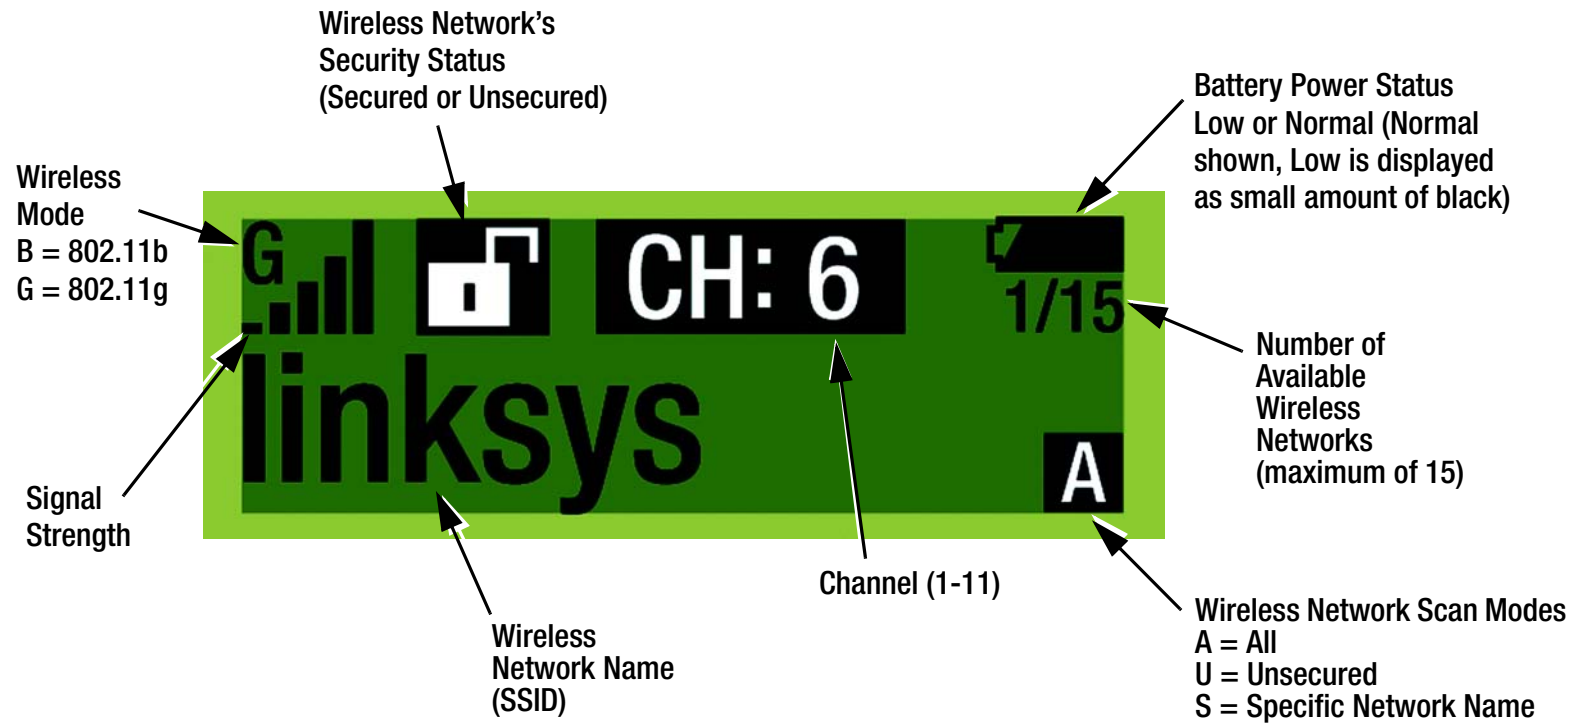 Wireless Network's
Security Status
(Secured or Unsecured)
Battery Power Status
Low or Normal (Normal
shown, Low is displayed
as small amount of black)
Wireless
Mode
B = 802.11b
G = 802.11g
G
CH: 6
1/15
linksys
A
Number of
Available
Wireless
Networks
(maximum of 15)
Signal
Strength
Channel (1-11)
Wireless
Network Name
(SSID)
Wireless Network Scan Modes
A = All
U = Unsecured
S = Specific Network Name